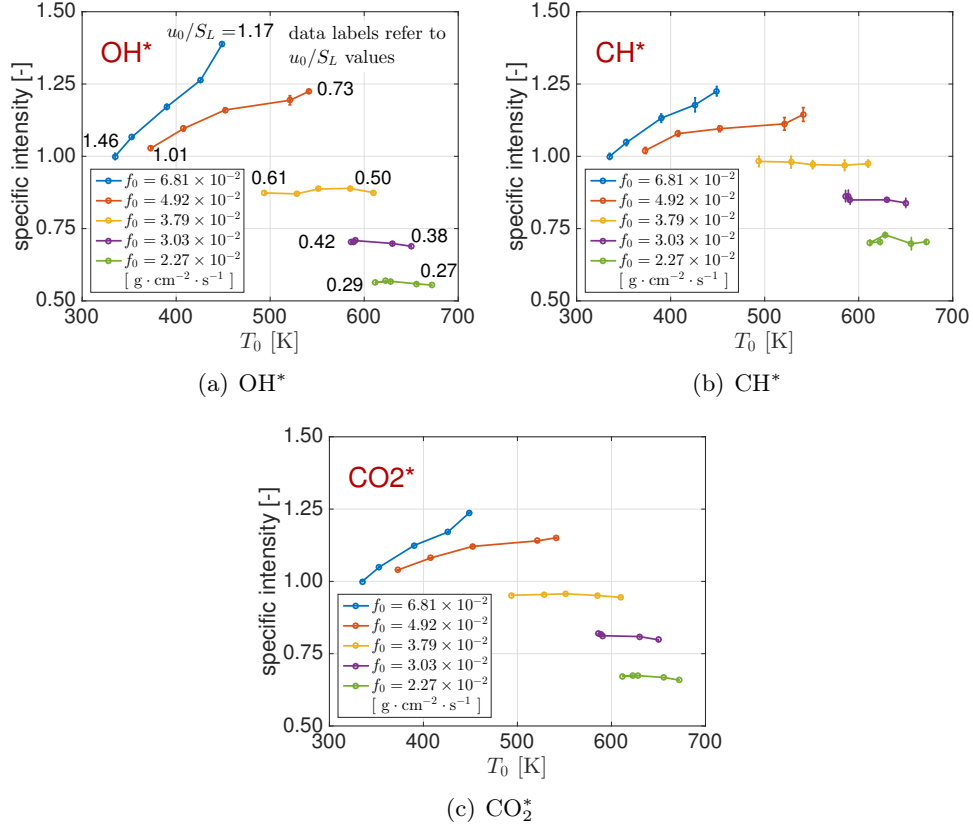 1.50
1.25
1.00
0.75
0.50
specific intensity [-]
OH*
u₀/S_L = 1.17
data labels refer to
u₀/S_L values
1.46
1.01
0.73
0.61
0.50
0.42
0.38
0.29
0.27
f₀ = 6.81 × 10⁻²
f₀ = 4.92 × 10⁻²
f₀ = 3.79 × 10⁻²
f₀ = 3.03 × 10⁻²
f₀ = 2.27 × 10⁻²
[ g · cm⁻² · s⁻¹ ]
300 400 500 600 700
T₀ [K]
(a) OH*
1.50
1.25
1.00
0.75
0.50
specific intensity [-]
CH*
f₀ = 6.81 × 10⁻²
f₀ = 4.92 × 10⁻²
f₀ = 3.79 × 10⁻²
f₀ = 3.03 × 10⁻²
f₀ = 2.27 × 10⁻²
[ g · cm⁻² · s⁻¹ ]
300 400 500 600 700
T₀ [K]
(b) CH*
1.50
1.25
1.00
0.75
0.50
specific intensity [-]
CO2*
f₀ = 6.81 × 10⁻²
f₀ = 4.92 × 10⁻²
f₀ = 3.79 × 10⁻²
f₀ = 3.03 × 10⁻²
f₀ = 2.27 × 10⁻²
[ g · cm⁻² · s⁻¹ ]
300 400 500 600 700
T₀ [K]
(c) CO₂*